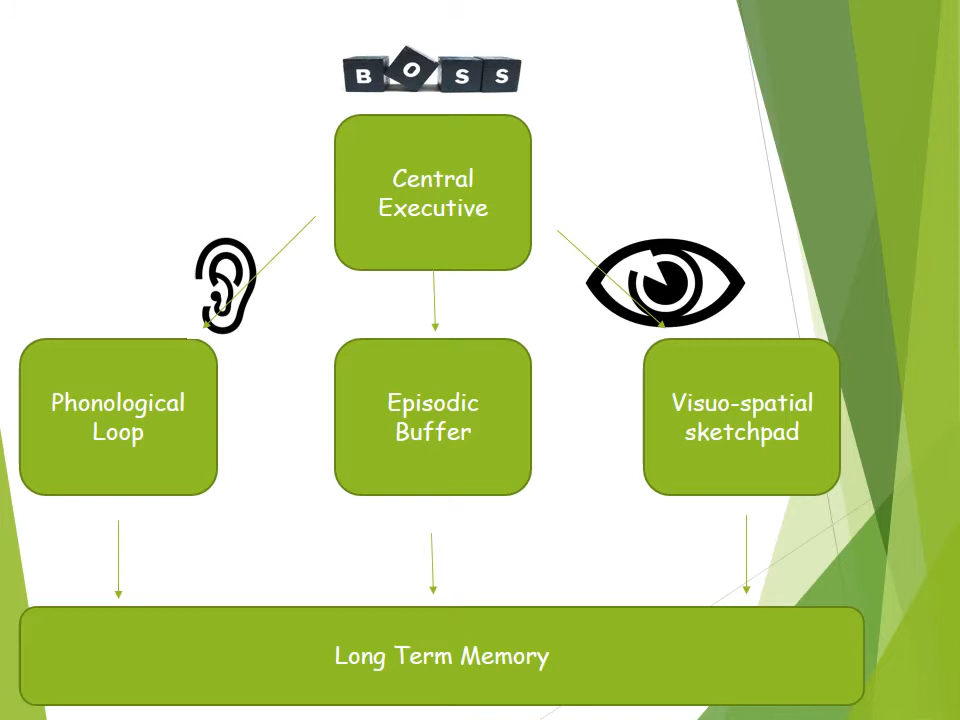 BOSS
Central
Executive
Phonological
Loop
Episodic
Buffer
Visuo-spatial
sketchpad
Long Term Memory